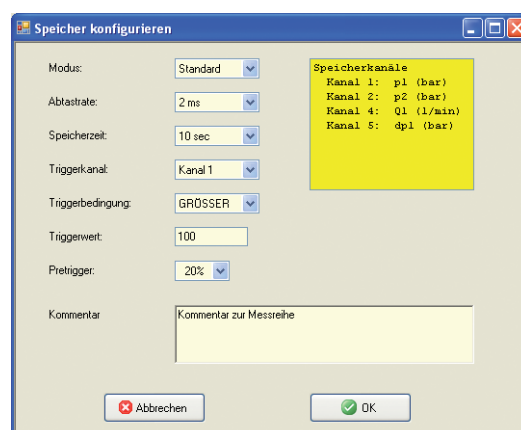 Speicher konfigurieren
Modus: Standard
Abtastrate: 2 ms
Speicherzeit: 10 sec
Triggerkanal: Kanal 1
Triggerbedingung: GRÖSSER
Triggerwert: 100
Pretrigger: 20%
Speicherkanäle
Kanal 1: p1 (bar)
Kanal 2: p2 (bar)
Kanal 4: Q1 (l/min)
Kanal 5: dp1 (bar)
Kommentar Kommentar zur Messreihe
Abbrechen OK